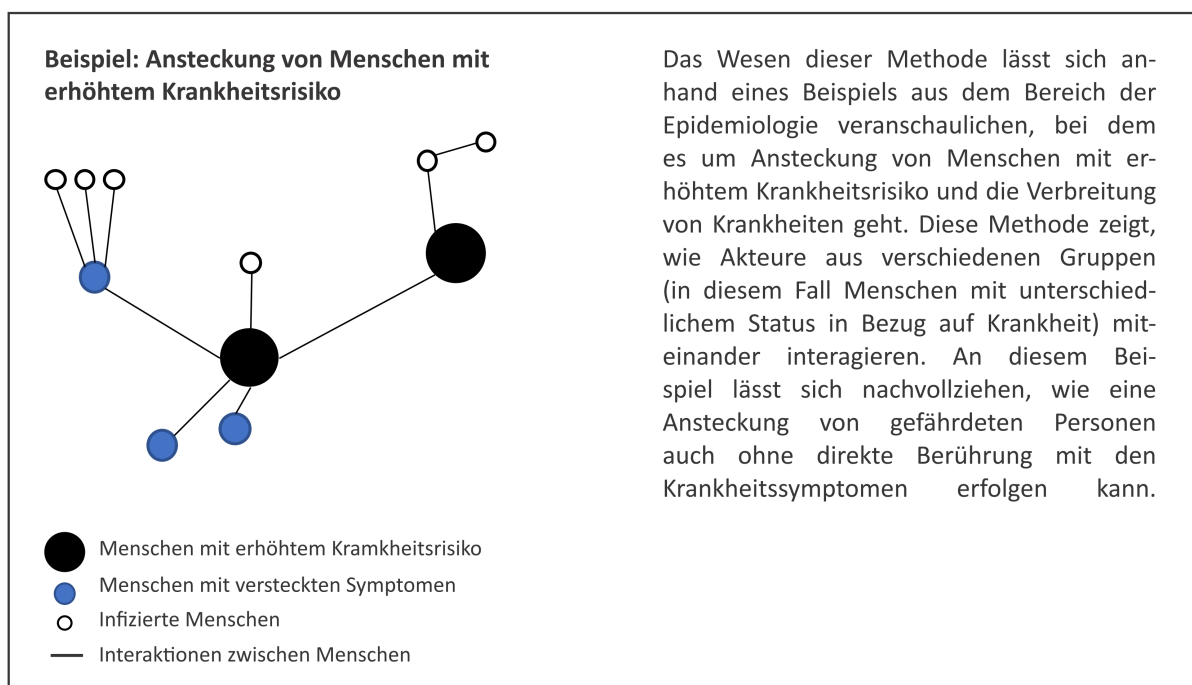 Beispiel: Ansteckung von Menschen mit
erhöhtem Krankheitsrisiko
Das Wesen dieser Methode lässt sich an-
hand eines Beispiels aus dem Bereich der
Epidemiologie veranschaulichen, bei dem
es um Ansteckung von Menschen mit er-
höhtem Krankheitsrisiko und die Verbreitung
von Krankheiten geht. Diese Methode zeigt,
wie Akteure aus verschiedenen Gruppen
(in diesem Fall Menschen mit unterschied-
lichem Status in Bezug auf Krankheit) mit-
einander interagieren. An diesem Bei-
spiel lässt sich nachvollziehen, wie eine
Ansteckung von gefährdeten Personen
auch ohne direkte Berührung mit den
Krankheitssymptomen erfolgen kann.
Menschen mit erhöhtem Kramkheitsrisiko
Menschen mit versteckten Symptomen
Infizierte Menschen
Interaktionen zwischen Menschen